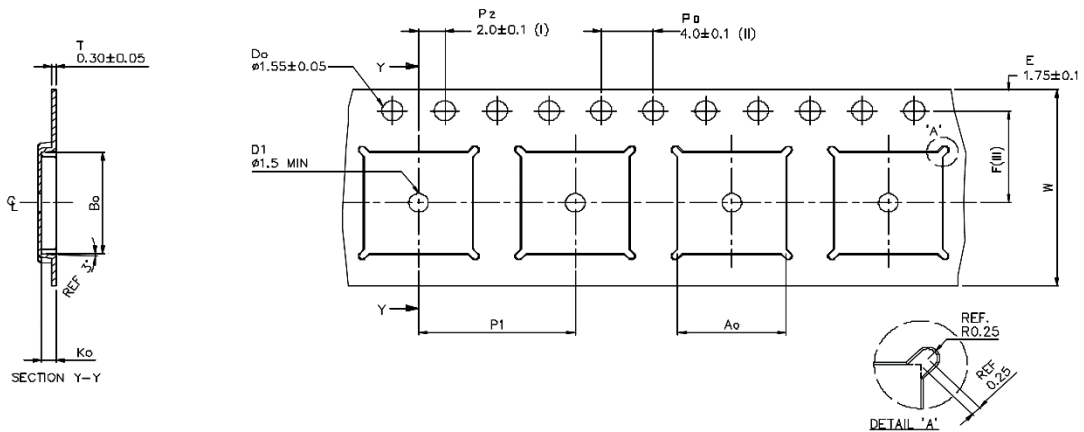 T
0.30±0.05
Bo
REF 3°
Ko
SECTION Y-Y
P2
2.0±0.1 (I)
Po
4.0±0.1 (II)
Do
ø1.55±0.05
Y
E
1.75±0.1
'A'
D1
ø1.5 MIN
F(III)
W
Y
P1
Ao
REF.
R0.25
REF
0.25
DETAIL 'A'